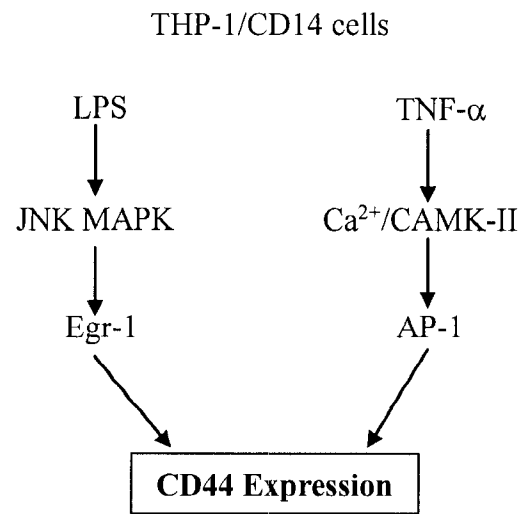 THP-1/CD14 cells
LPS
TNF-α
JNK MAPK
Ca²⁺/CAMK-II
Egr-1
AP-1
CD44 Expression